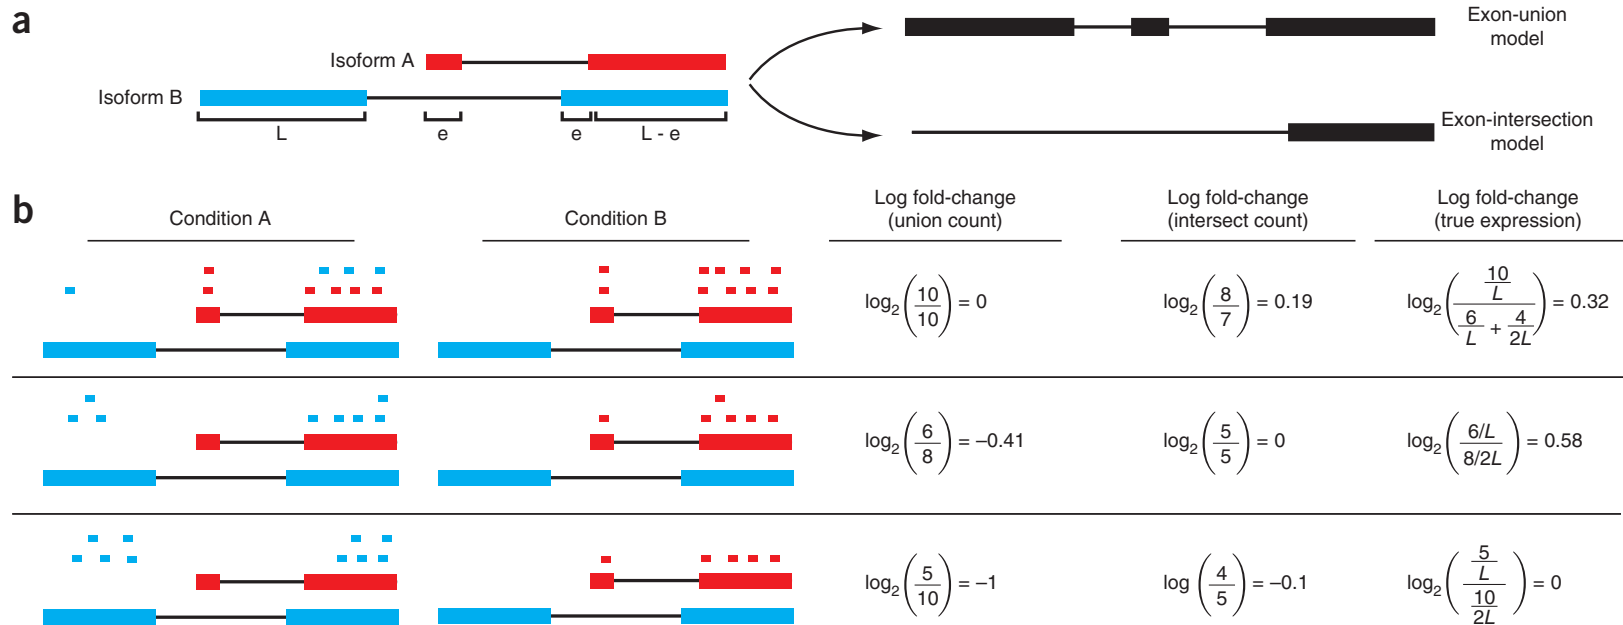 a
Isoform A
Isoform B
L
e
e
L - e
Exon-union
model
Exon-intersection
model
b
Condition A
Condition B
Log fold-change
(union count)
Log fold-change
(intersect count)
Log fold-change
(true expression)
log2(10/10) = 0
log2(8/7) = 0.19
log2((10/L)/(6/L + 4/2L)) = 0.32
log2(6/8) = –0.41
log2(5/5) = 0
log2((6/L)/(8/2L)) = 0.58
log2(5/10) = –1
log (4/5) = –0.1
log2((5/L)/(10/2L)) = 0